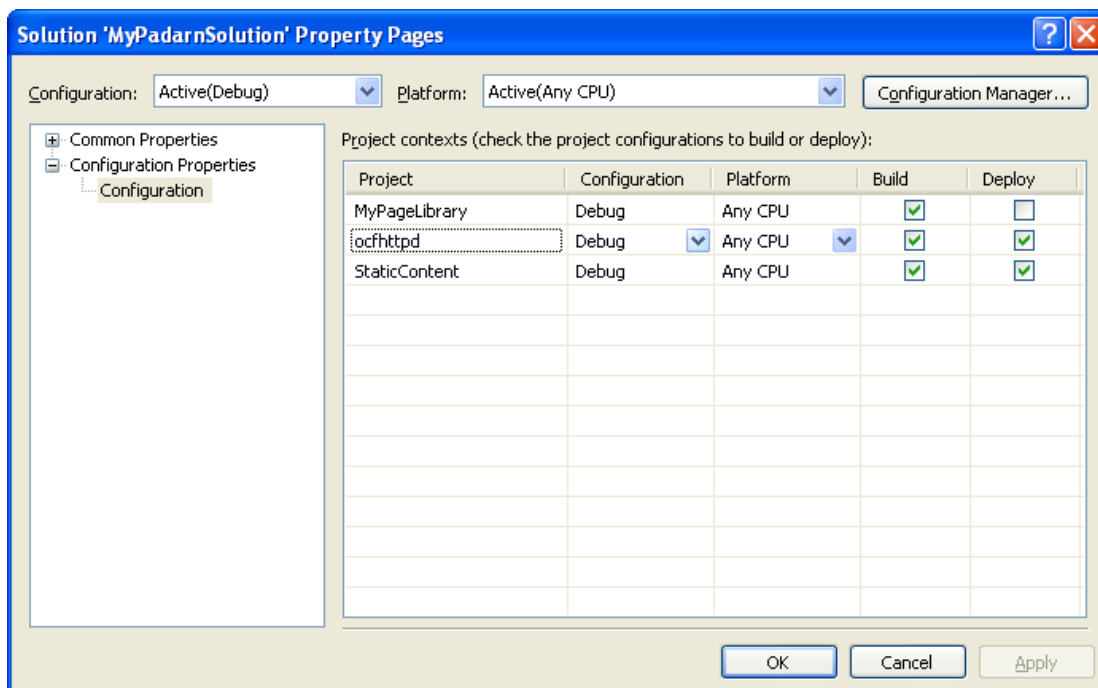 Solution 'MyPadarnSolution' Property Pages
Configuration: Active(Debug) Platform: Active(Any CPU) Configuration Manager...
Common Properties
Configuration Properties
Configuration
Project contexts (check the project configurations to build or deploy):
Project Configuration Platform Build Deploy
MyPageLibrary Debug Any CPU
ocfhttpd Debug Any CPU
StaticContent Debug Any CPU
OK Cancel Apply